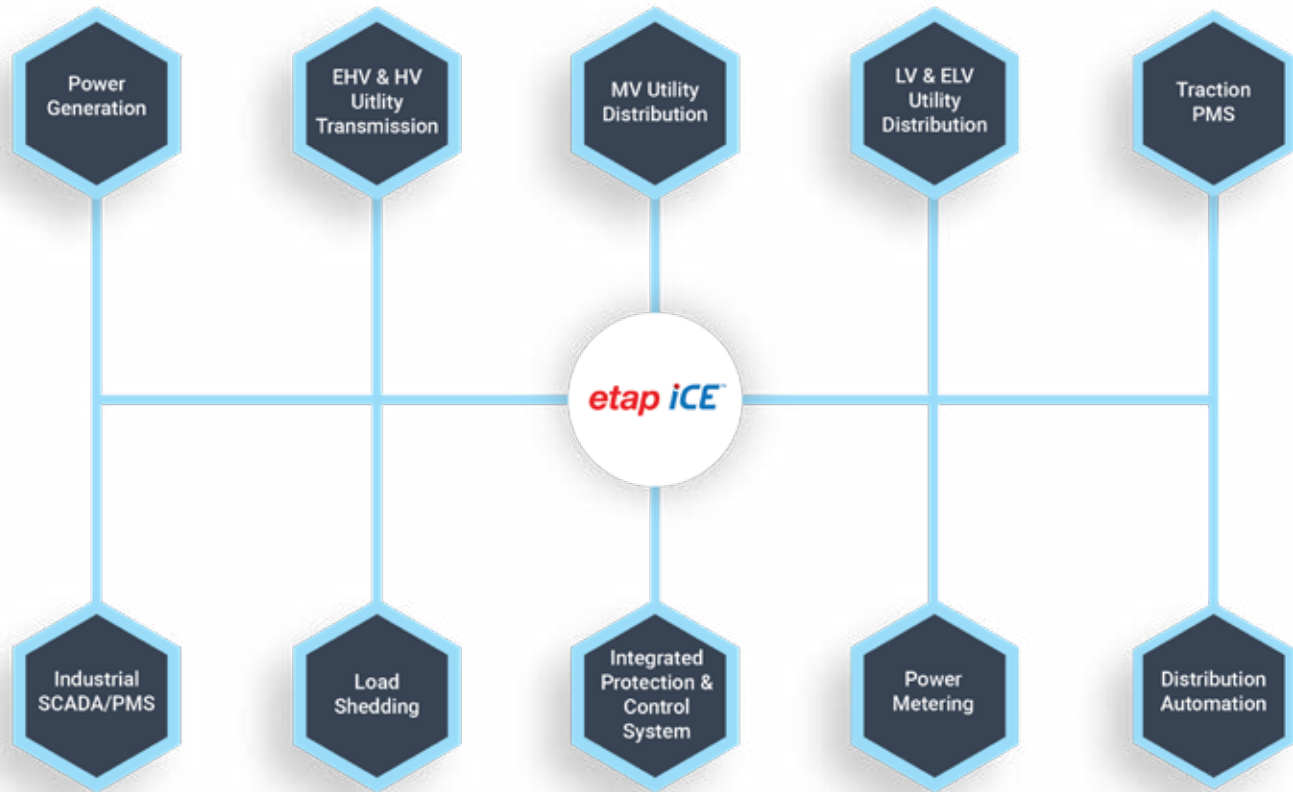 Power
Generation
EHV & HV
Uitlity
Transmission
MV Utility
Distribution
LV & ELV
Utility
Distribution
Traction
PMS
etap iCE™
Industrial
SCADA/PMS
Load
Shedding
Integrated
Protection &
Control
System
Power
Metering
Distribution
Automation